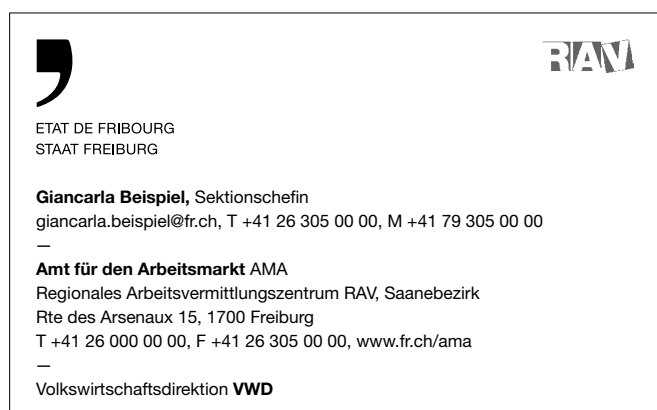 RAV
ETAT DE FRIBOURG
STAAT FREIBURG
Giancarla Beispiel, Sektionschefin
giancarla.beispiel@fr.ch, T +41 26 305 00 00, M +41 79 305 00 00
—
Amt für den Arbeitsmarkt AMA
Regionales Arbeitsvermittlungszentrum RAV, Saanebezirk
Rte des Arsenaux 15, 1700 Freiburg
T +41 26 000 00 00, F +41 26 305 00 00, www.fr.ch/ama
—
Volkswirtschaftsdirektion VWD